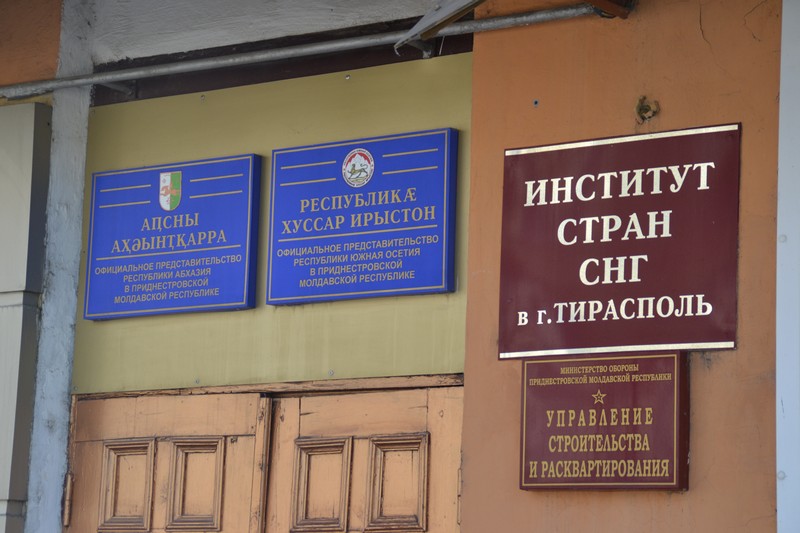 АԤСНЫ
АҲӘЫНҬҚАРРА
ОФИЦИАЛЬНОЕ ПРЕДСТАВИТЕЛЬСТВО
РЕСПУБЛИКИ АБХАЗИЯ
В ПРИДНЕСТРОВСКОЙ
МОЛДАВСКОЙ РЕСПУБЛИКЕ
РЕСПУБЛИКӔ
ХУССАР ИРЫСТОН
ОФИЦИАЛЬНОЕ ПРЕДСТАВИТЕЛЬСТВО
РЕСПУБЛИКИ ЮЖНАЯ ОСЕТИЯ
В ПРИДНЕСТРОВСКОЙ
МОЛДАВСКОЙ РЕСПУБЛИКЕ
ИНСТИТУТ
СТРАН
СНГ
в г.ТИРАСПОЛЬ
МИНИСТЕРСТВО ОБОРОНЫ
ПРИДНЕСТРОВСКОЙ МОЛДАВСКОЙ РЕСПУБЛИКИ
УПРАВЛЕНИЕ
СТРОИТЕЛЬСТВА
И РАСКВАРТИРОВАНИЯ